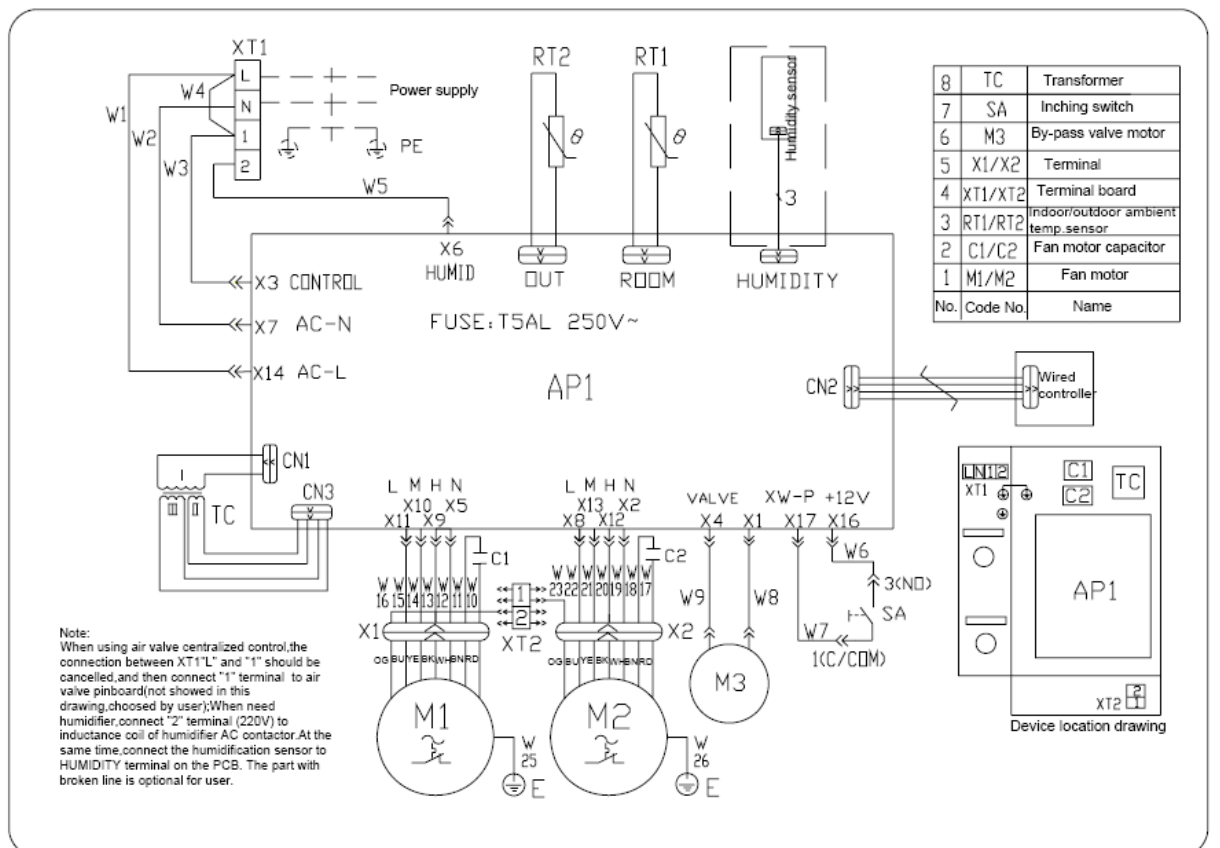 XT1
L
N
1
2
Power supply
PE
W1
W2
W3
W4
W5
RT2
θ
RT1
θ
Humidity sensor
3
8 TC Transformer
7 SA Inching switch
6 M3 By-pass valve motor
5 X1/X2 Terminal
4 XT1/XT2 Terminal board
3 RT1/RT2 Indoor/outdoor ambient
temp.sensor
2 C1/C2 Fan motor capacitor
1 M1/M2 Fan motor
No. Code No. Name
X6
HUMID
OUT
ROOM
HUMIDITY
X3 CONTROL
X7 AC-N
X14 AC-L
FUSE:T5AL 250V~
AP1
CN2
Wired
controller
CN1
CN3
TC
I
III II
L M H N
X10 X5
X11 X9
L M H N
X13 X2
X8 X12
VALVE
X4 X1
XW-P +12V
X17 X16
C1
C2
W W W W W W W
16 15 14 13 12 11 10
W W W W W W W
23 22 21 20 19 18 17
1
2
XT2
X1
X2
OG BU YE BK WH BN RD
OG BU YE BK WH BN RD
M1
M2
M3
W
25
E
W
26
E
W9
W8
W6
3(NO)
SA
W7
1(C/COM)
L N 1 2
XT1
C1
C2
TC
AP1
XT2
2
1
Device location drawing
Note:
When using air valve centralized control,the
connection between XT1"L" and "1" should be
cancelled,and then connect "1" terminal to air
valve pinboard(not showed in this
drawing,choosed by user);When need
humidifier,connect "2" terminal (220V) to
inductance coil of humidifier AC contactor.At the
same time,connect the humidification sensor to
HUMIDITY terminal on the PCB. The part with
broken line is optional for user.